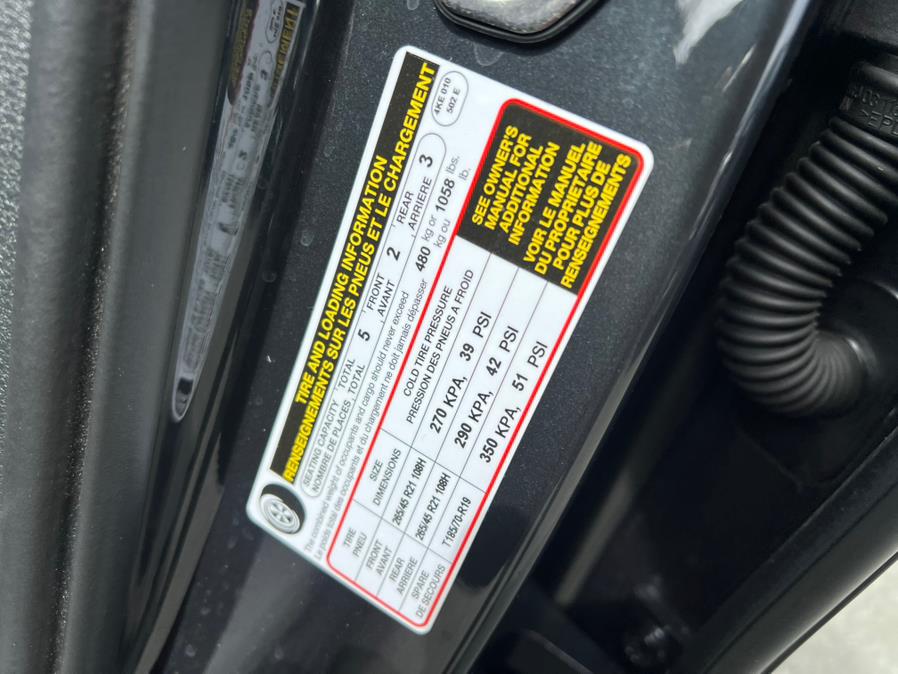 TIRE AND LOADING INFORMATION
RENSEIGNEMENTS SUR LES PNEUS ET LE CHARGEMENT
4KE 010
502 E
SEATING CAPACITY TOTAL 5 FRONT 2 REAR 3
NOMBRE DE PLACES TOTAL AVANT ARRIERE
The combined weight of occupants and cargo should never exceed 480 kg or 1058 lbs.
Le poids total des occupants et du chargement ne doit jamais dépasser kg ou lb.
TIRE SIZE COLD TIRE PRESSURE
PNEU DIMENSIONS PRESSION DES PNEUS A FROID
FRONT
AVANT
265/45 R21 108H 270 KPA, 39 PSI
REAR
ARRIERE
265/45 R21 108H 290 KPA, 42 PSI
SPARE
DE SECOURS
T185/70-R19 350 KPA, 51 PSI
SEE OWNER'S
MANUAL FOR
ADDITIONAL
INFORMATION
VOIR LE MANUEL
DU PROPRIETAIRE
POUR PLUS DE
RENSEIGNEMENTS